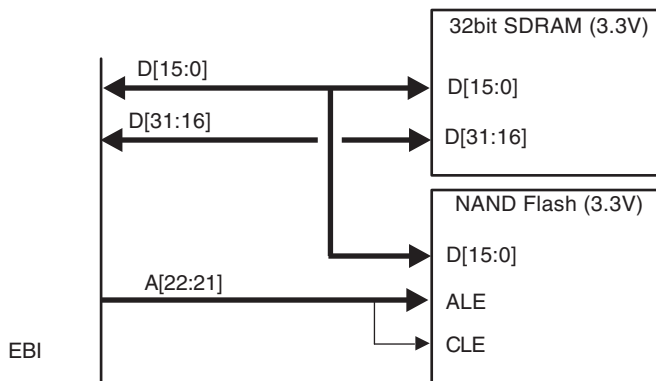 32bit SDRAM (3.3V)
D[15:0]
D[15:0]
D[31:16]
D[31:16]
NAND Flash (3.3V)
D[15:0]
A[22:21]
ALE
EBI
CLE